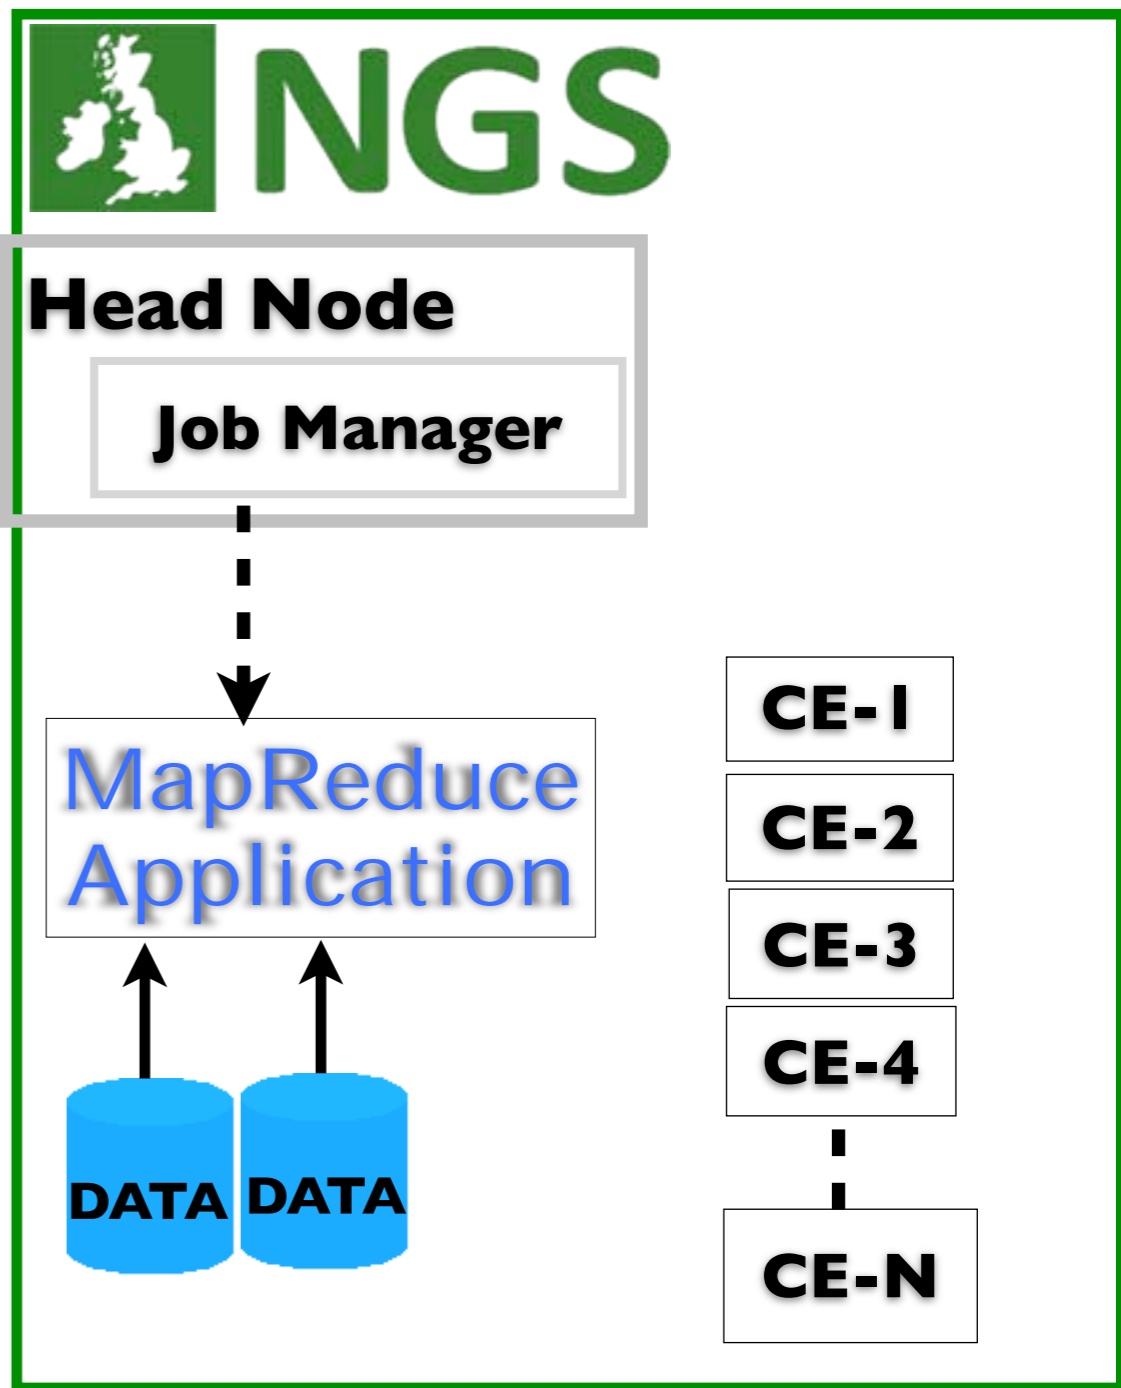 NGS
Head Node
Job Manager
MapReduce
Application
DATA
DATA
CE-1
CE-2
CE-3
CE-4
CE-N